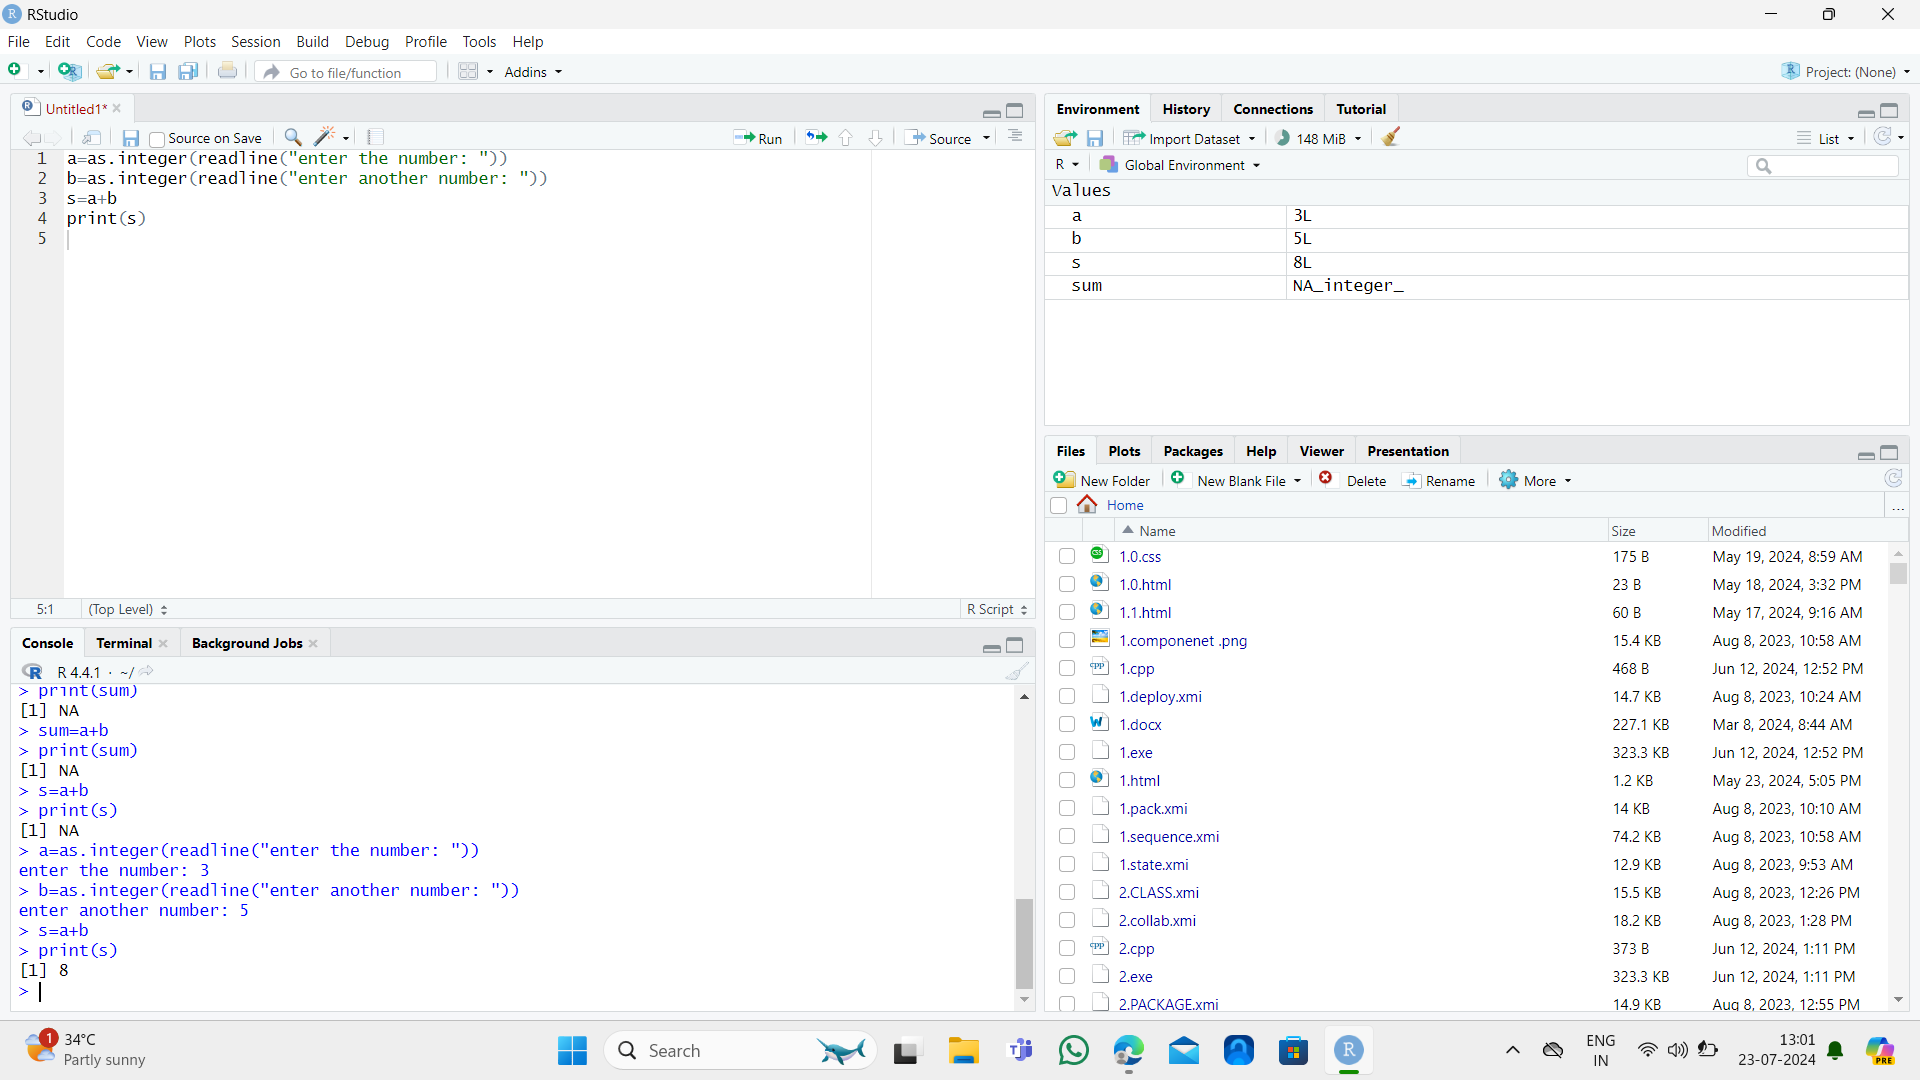 RStudio
File Edit Code View Plots Session Build Debug Profile Tools Help
Go to file/function Addins Project: (None)
Untitled1*
Source on Save Run Source
1 a=as.integer(readline("enter the number: "))
2 b=as.integer(readline("enter another number: "))
3 s=a+b
4 print(s)
5
5:1 (Top Level) R Script
Console Terminal Background Jobs
R 4.4.1 · ~/
> print(sum)
[1] NA
> sum=a+b
> print(sum)
[1] NA
> s=a+b
> print(s)
[1] NA
> a=as.integer(readline("enter the number: "))
enter the number: 3
> b=as.integer(readline("enter another number: "))
enter another number: 5
> s=a+b
> print(s)
[1] 8
>
Environment History Connections Tutorial
Import Dataset 148 MiB List
R Global Environment
Values
a 3L
b 5L
s 8L
sum NA_integer_
Files Plots Packages Help Viewer Presentation
New Folder New Blank File Delete Rename More
Home ...
Name Size Modified
1.0.css 175 B May 19, 2024, 8:59 AM
1.0.html 23 B May 18, 2024, 3:32 PM
1.1.html 60 B May 17, 2024, 9:16 AM
1.componenet .png 15.4 KB Aug 8, 2023, 10:58 AM
1.cpp 468 B Jun 12, 2024, 12:52 PM
1.deploy.xmi 14.7 KB Aug 8, 2023, 10:24 AM
1.docx 227.1 KB Mar 8, 2024, 8:44 AM
1.exe 323.3 KB Jun 12, 2024, 12:52 PM
1.html 1.2 KB May 23, 2024, 5:05 PM
1.pack.xmi 14 KB Aug 8, 2023, 10:10 AM
1.sequence.xmi 74.2 KB Aug 8, 2023, 10:58 AM
1.state.xmi 12.9 KB Aug 8, 2023, 9:53 AM
2.CLASS.xmi 15.5 KB Aug 8, 2023, 12:26 PM
2.collab.xmi 18.2 KB Aug 8, 2023, 1:28 PM
2.cpp 373 B Jun 12, 2024, 1:11 PM
2.exe 323.3 KB Jun 12, 2024, 1:11 PM
2.PACKAGE.xmi 14.9 KB Aug 8, 2023, 12:55 PM
1 34°C
Partly sunny
Search
ENG
IN
13:01
23-07-2024
PRE